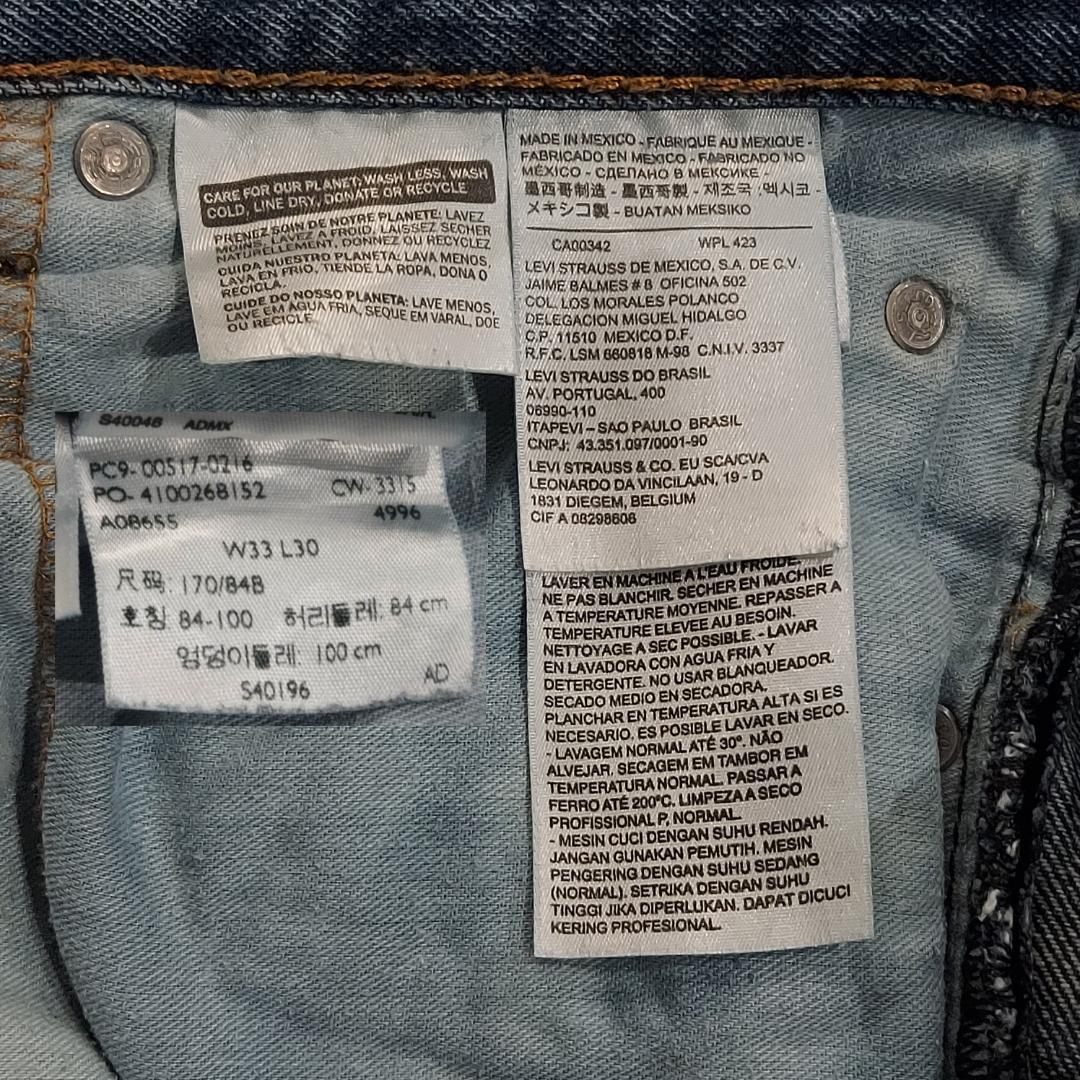 CARE FOR OUR PLANET: WASH LESS, WASH
COLD, LINE DRY, DONATE OR RECYCLE
PRENEZ SOIN DE NOTRE PLANETE: LAVEZ
MOINS, LAVEZ A FROID, LAISSEZ SECHER
NATURELLEMENT, DONNEZ OU RECYCLEZ
CUIDA NUESTRO PLANETA: LAVA MENOS,
LAVA EN FRIO, TIENDE LA ROPA, DONA O
RECICLA.
CUIDE DO NOSSO PLANETA: LAVE MENOS,
LAVE EM ÁGUA FRIA, SEQUE EM VARAL, DOE
OU RECICLE.
MADE IN MEXICO - FABRIQUE AU MEXIQUE -
FABRICADO EN MEXICO - FABRICADO NO
MÉXICO - СДЕЛАНО В МЕКСИКЕ -
墨西哥制造 - 墨西哥製 - 제조국 :멕시코 -
メキシコ製 - BUATAN MEKSIKO
CA00342 WPL 423
LEVI STRAUSS DE MEXICO, S.A. DE C.V.
JAIME BALMES # 8 OFICINA 502
COL. LOS MORALES POLANCO
DELEGACION MIGUEL HIDALGO
C.P. 11510 MEXICO D.F.
R.F.C. LSM 660818 M-98 C.N.I.V. 3337
LEVI STRAUSS DO BRASIL
AV. PORTUGAL, 400
06990-110
ITAPEVI – SAO PAULO BRASIL
CNPJ: 43.351.097/0001-90
LEVI STRAUSS & CO. EU SCA/CVA
LEONARDO DA VINCILAAN, 19 - D
1831 DIEGEM, BELGIUM
CIF A 08298606
LAVER EN MACHINE A L'EAU FROIDE.
NE PAS BLANCHIR. SECHER EN MACHINE
A TEMPERATURE MOYENNE. REPASSER A
TEMPERATURE ELEVEE AU BESOIN.
NETTOYAGE A SEC POSSIBLE. - LAVAR
EN LAVADORA CON AGUA FRIA Y
DETERGENTE. NO USAR BLANQUEADOR.
SECADO MEDIO EN SECADORA.
PLANCHAR EN TEMPERATURA ALTA SI ES
NECESARIO. ES POSIBLE LAVAR EN SECO.
- LAVAGEM NORMAL ATÉ 30°. NÃO
ALVEJAR. SECAGEM EM TAMBOR EM
TEMPERATURA NORMAL. PASSAR A
FERRO ATÉ 200°C. LIMPEZA A SECO
PROFISSIONAL P, NORMAL.
- MESIN CUCI DENGAN SUHU RENDAH.
JANGAN GUNAKAN PEMUTIH. MESIN
PENGERING DENGAN SUHU SEDANG
(NORMAL). SETRIKA DENGAN SUHU
TINGGI JIKA DIPERLUKAN. DAPAT DICUCI
KERING PROFESIONAL.
S40048 ADMX
PC9-00517-0216
PO-4100268152 CW-3315
A08655 4996
W33 L30
尺码: 170/84B
호칭: 84-100 허리둘레: 84 cm
엉덩이둘레: 100 cm
AD
S40196